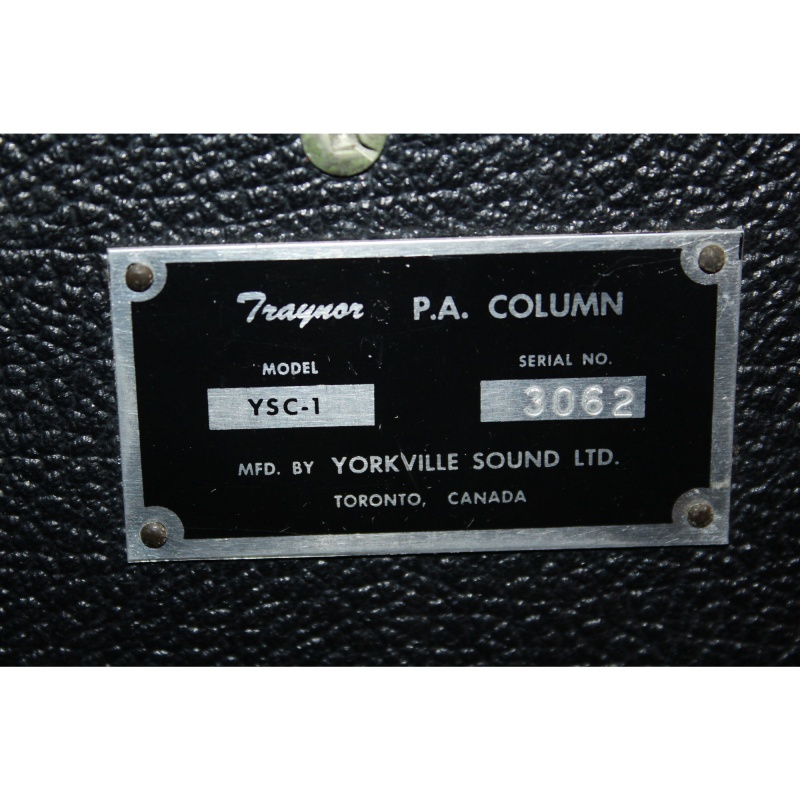 Traynor P.A. COLUMN
MODEL SERIAL NO.
YSC-1 3062
MFD. BY YORKVILLE SOUND LTD.
TORONTO, CANADA